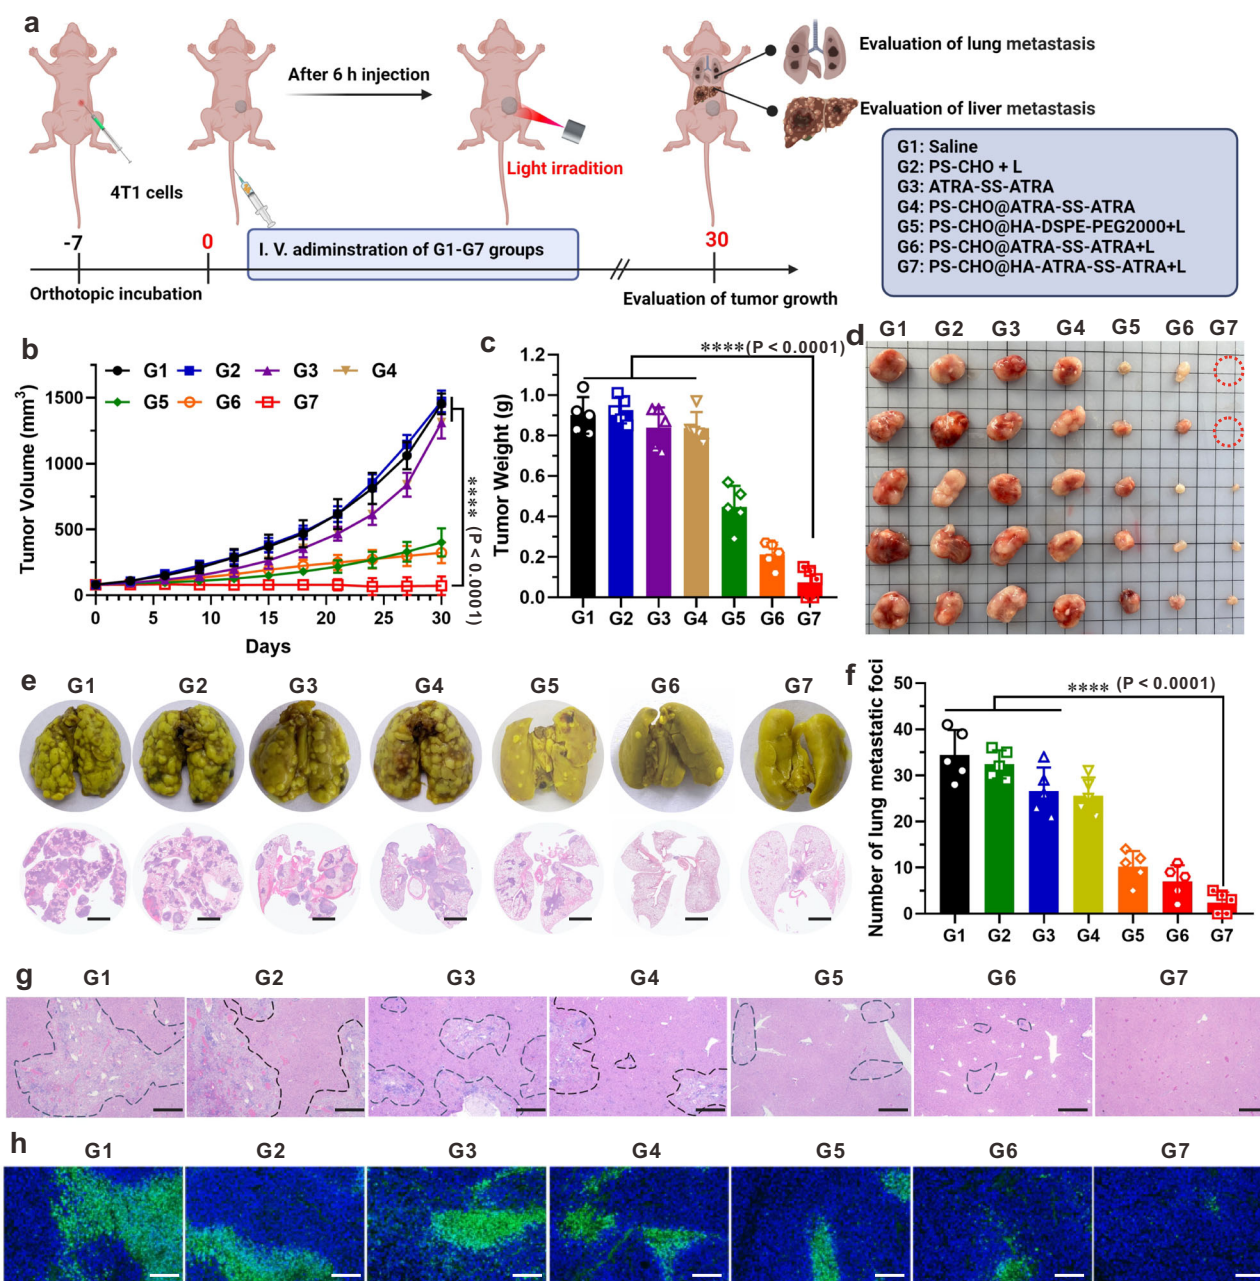 a
After 6 h injection
4T1 cells
Light irradition
Evaluation of lung metastasis
Evaluation of liver metastasis
G1: Saline
G2: PS-CHO + L
G3: ATRA-SS-ATRA
G4: PS-CHO@ATRA-SS-ATRA
G5: PS-CHO@HA-DSPE-PEG2000+L
G6: PS-CHO@ATRA-SS-ATRA+L
G7: PS-CHO@HA-ATRA-SS-ATRA+L
-7
0
I. V. adiminstration of G1-G7 groups
30
Orthotopic incubation
Evaluation of tumor growth
b
G1 G2 G3 G4
G5 G6 G7
Tumor Volume (mm3)
1500
1000
500
0
0 5 10 15 20 25 30
Days
**** (P < 0.0001)
c
****(P < 0.0001)
Tumor Weight (g)
1.2
1.0
0.8
0.6
0.4
0.2
0.0
G1 G2 G3 G4 G5 G6 G7
d
G1 G2 G3 G4 G5 G6 G7
e
G1 G2 G3 G4 G5 G6 G7
f
**** (P < 0.0001)
Number of lung metastatic foci
50
40
30
20
10
0
G1 G2 G3 G4 G5 G6 G7
g
G1 G2 G3 G4 G5 G6 G7
h
G1 G2 G3 G4 G5 G6 G7